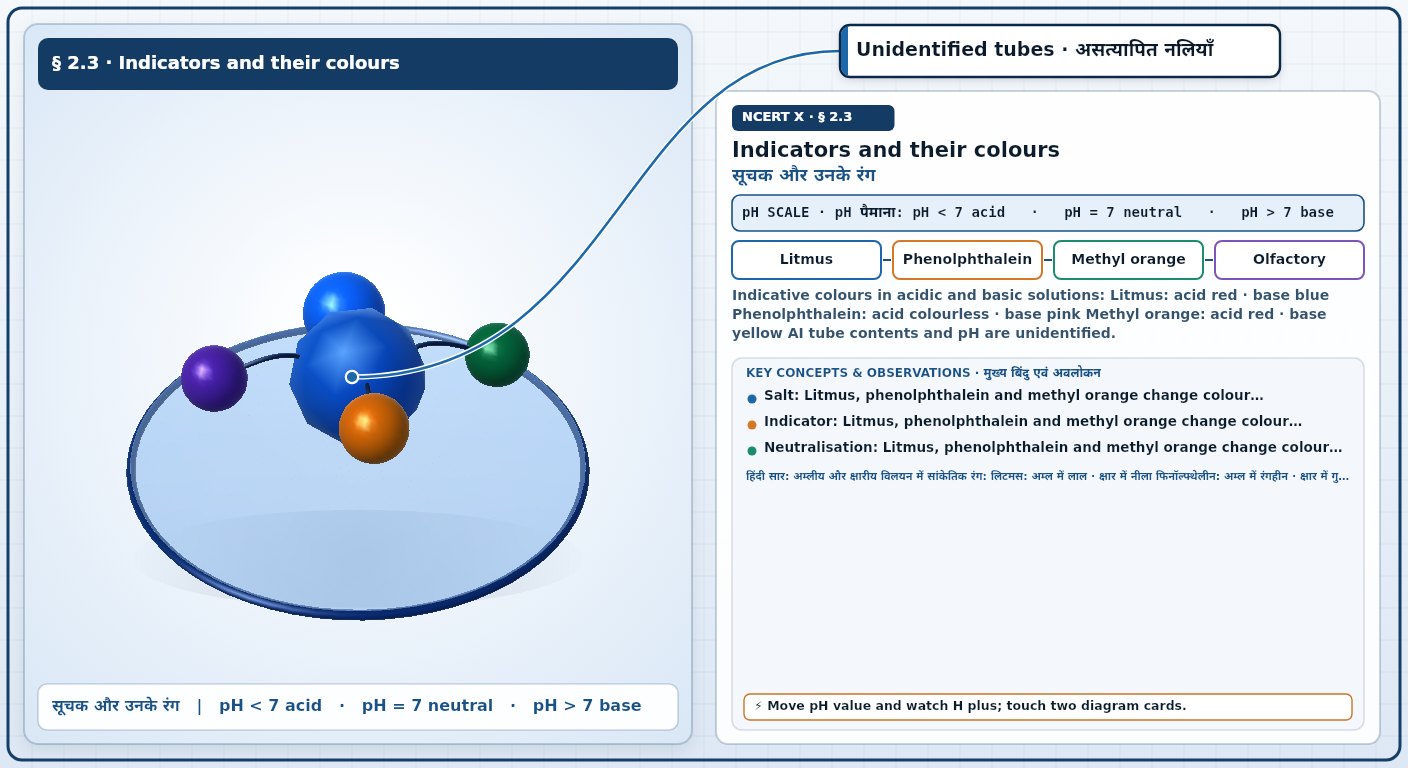 § 2.3 · Indicators and their colours
Unidentified tubes · असत्यापित नलियाँ
NCERT X · § 2.3
Indicators and their colours
सूचक और उनके रंग
pH SCALE · pH पैमाना: pH < 7 acid · pH = 7 neutral · pH > 7 base
Litmus Phenolphthalein Methyl orange Olfactory
Indicative colours in acidic and basic solutions: Litmus: acid red · base blue
Phenolphthalein: acid colourless · base pink Methyl orange: acid red · base
yellow AI tube contents and pH are unidentified.
KEY CONCEPTS & OBSERVATIONS · मुख्य बिंदु एवं अवलोकन
Salt: Litmus, phenolphthalein and methyl orange change colour...
Indicator: Litmus, phenolphthalein and methyl orange change colour...
Neutralisation: Litmus, phenolphthalein and methyl orange change colour...
हिंदी सार: अम्लीय और क्षारीय विलयन में सांकेतिक रंग: लिटमस: अम्ल में लाल · क्षार में नीला फिनॉल्फ्थेलीन: अम्ल में रंगहीन · क्षार में गु...
⚡ Move pH value and watch H plus; touch two diagram cards.
सूचक और उनके रंग | pH < 7 acid · pH = 7 neutral · pH > 7 base